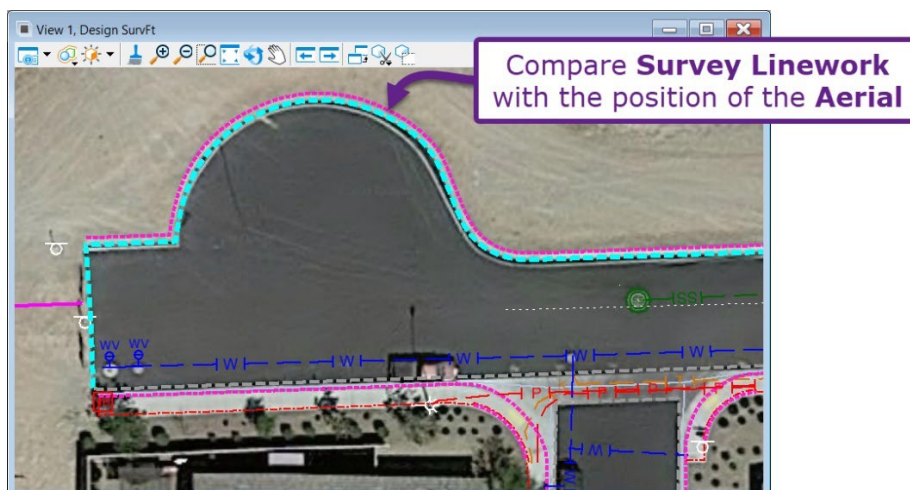 View 1, Design SurvFt
Compare Survey Linework
with the position of the Aerial
SS
WV WV
W W W W W
P P P P
W
W